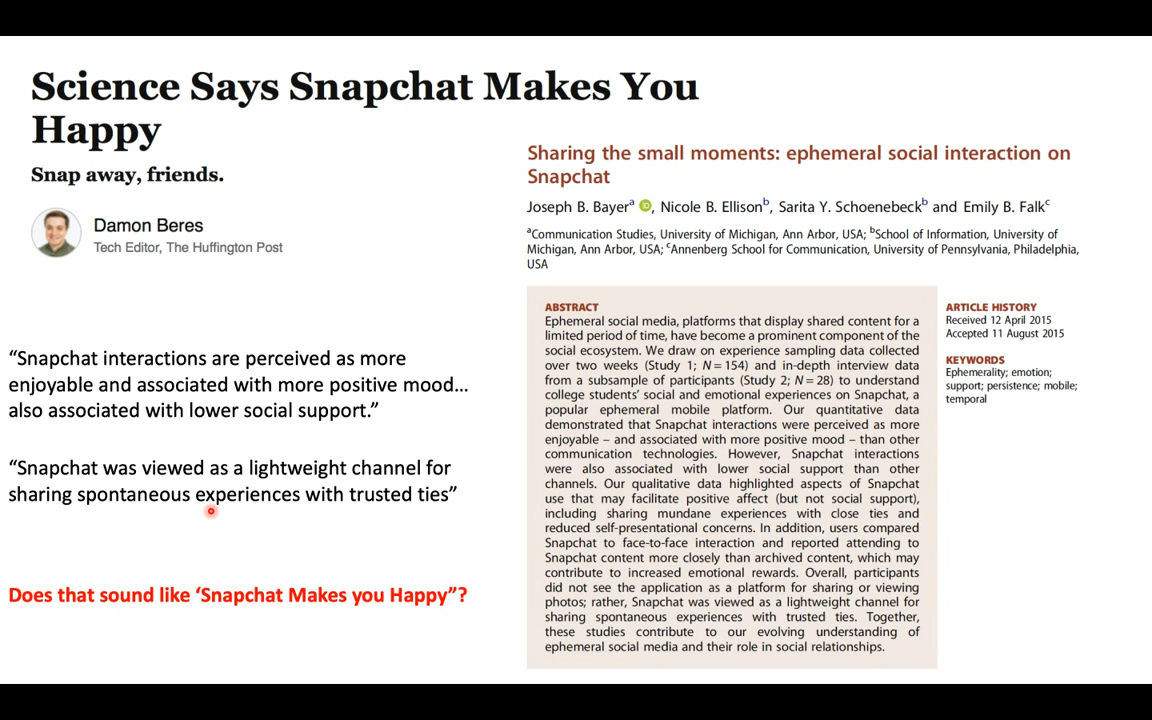 Science Says Snapchat Makes You
Happy
Snap away, friends.
Damon Beres
Tech Editor, The Huffington Post
“Snapchat interactions are perceived as more
enjoyable and associated with more positive mood...
also associated with lower social support.”
“Snapchat was viewed as a lightweight channel for
sharing spontaneous experiences with trusted ties”
Does that sound like ‘Snapchat Makes you Happy”?
Sharing the small moments: ephemeral social interaction on
Snapchat
Joseph B. Bayerᵃ iD, Nicole B. Ellisonᵇ, Sarita Y. Schoenebeckᵇ and Emily B. Falkᶜ
ᵃCommunication Studies, University of Michigan, Ann Arbor, USA; ᵇSchool of Information, University of
Michigan, Ann Arbor, USA; ᶜAnnenberg School for Communication, University of Pennsylvania, Philadelphia,
USA
ABSTRACT
Ephemeral social media, platforms that display shared content for a
limited period of time, have become a prominent component of the
social ecosystem. We draw on experience sampling data collected
over two weeks (Study 1; N = 154) and in-depth interview data
from a subsample of participants (Study 2; N = 28) to understand
college students’ social and emotional experiences on Snapchat, a
popular ephemeral mobile platform. Our quantitative data
demonstrated that Snapchat interactions were perceived as more
enjoyable – and associated with more positive mood – than other
communication technologies. However, Snapchat interactions
were also associated with lower social support than other
channels. Our qualitative data highlighted aspects of Snapchat
use that may facilitate positive affect (but not social support),
including sharing mundane experiences with close ties and
reduced self-presentational concerns. In addition, users compared
Snapchat to face-to-face interaction and reported attending to
Snapchat content more closely than archived content, which may
contribute to increased emotional rewards. Overall, participants
did not see the application as a platform for sharing or viewing
photos; rather, Snapchat was viewed as a lightweight channel for
sharing spontaneous experiences with trusted ties. Together,
these studies contribute to our evolving understanding of
ephemeral social media and their role in social relationships.
ARTICLE HISTORY
Received 12 April 2015
Accepted 11 August 2015
KEYWORDS
Ephemerality; emotion;
support; persistence; mobile;
temporal